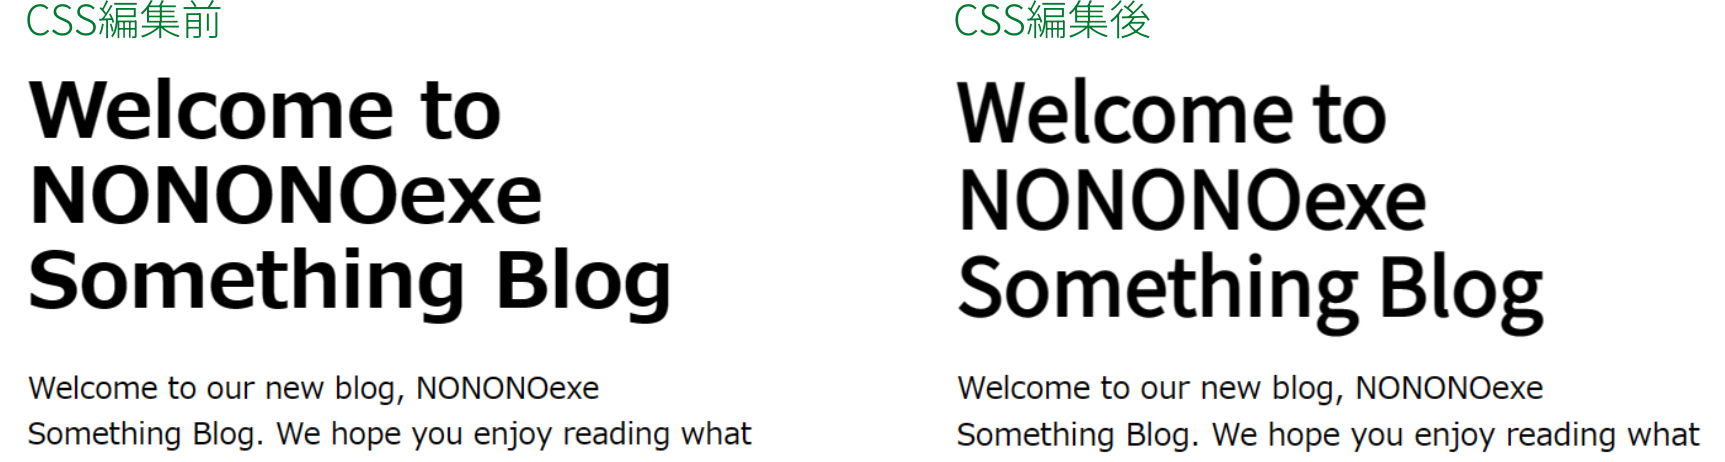 CSS編集前
Welcome to
NONONOexe
Something Blog
Welcome to our new blog, NONONOexe
Something Blog. We hope you enjoy reading what
CSS編集後
Welcome to
NONONOexe
Something Blog
Welcome to our new blog, NONONOexe
Something Blog. We hope you enjoy reading what